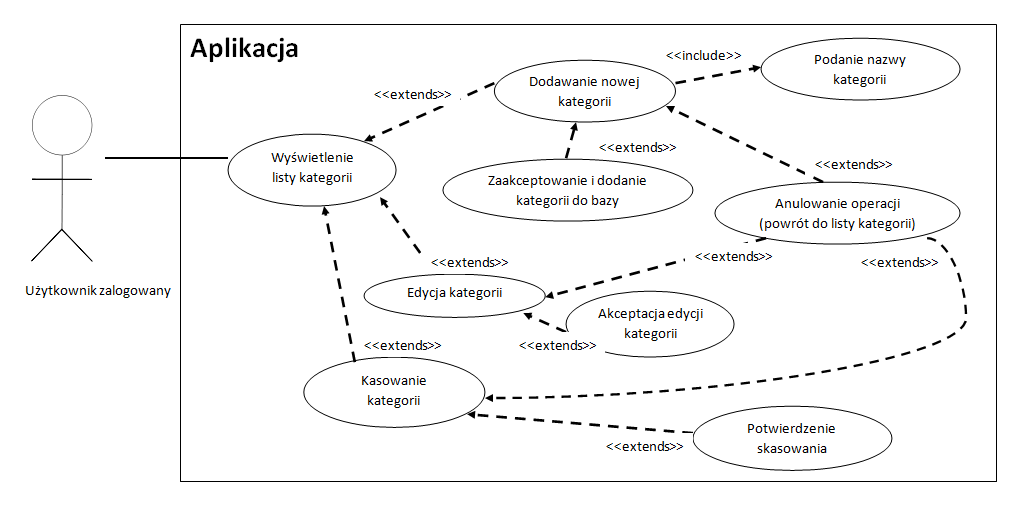 Aplikacja
<<include>>
Podanie nazwy
kategorii
Dodawanie nowej
kategorii
<<extends>>
<<extends>>
<<extends>>
Wyświetlenie
listy kategorii
Zaakceptowanie i dodanie
kategorii do bazy
Anulowanie operacji
(powrót do listy kategorii)
<<extends>>
<<extends>>
<<extends>>
Użytkownik zalogowany
Edycja kategorii
Akceptacja edycji
kategorii
<<extends>>
<<extends>>
Kasowanie
kategorii
Potwierdzenie
skasowania
<<extends>>